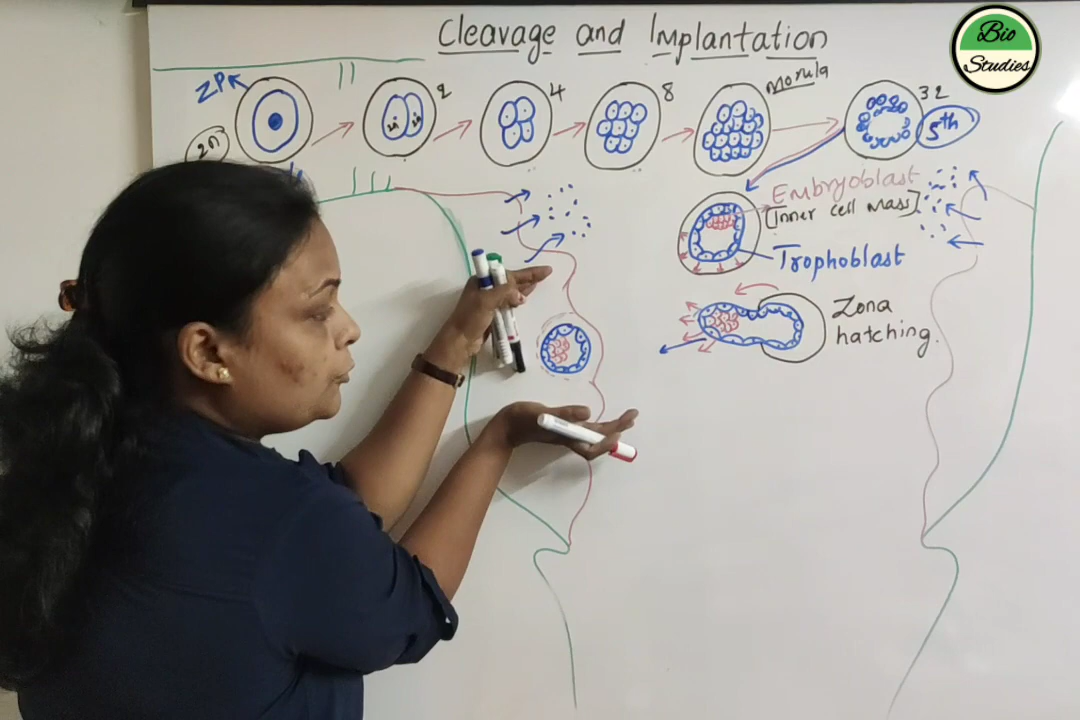 Cleavage and Implantation
Bio
Studies
ZP
2n
2
4
8
Morula
32
5th
Embryoblast
[Inner cell mass]
Trophoblast
Zona
hatching.